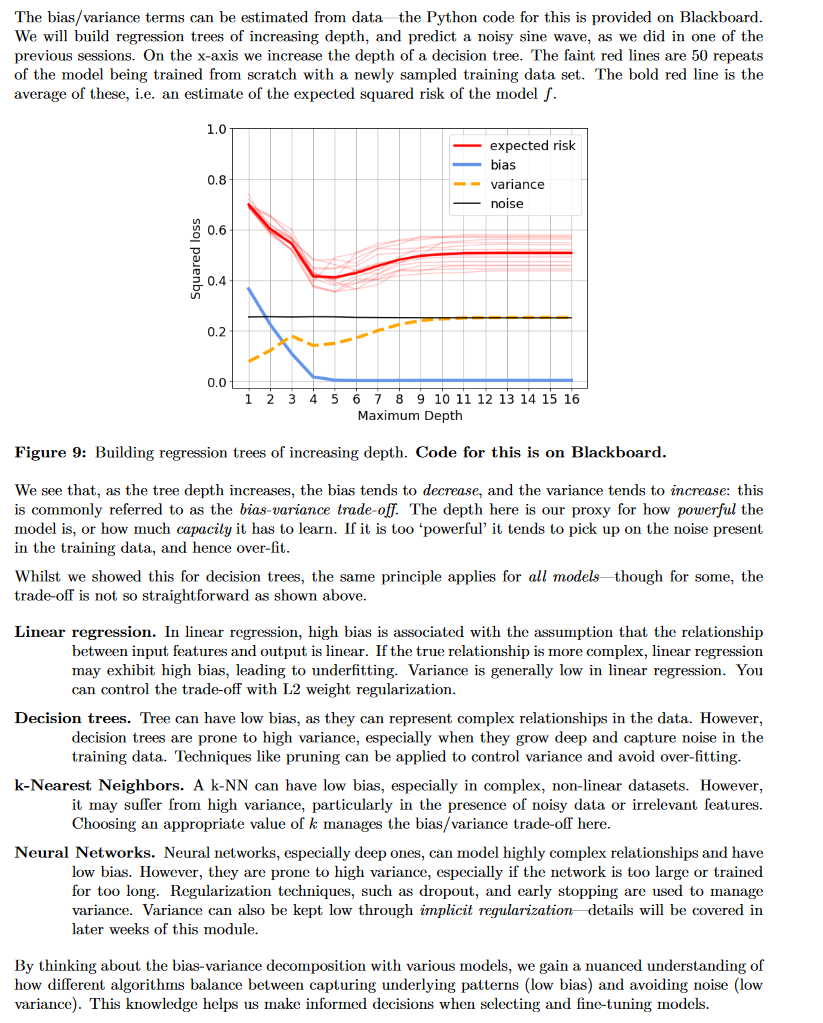 The bias/variance terms can be estimated from data—the Python code for this is provided on Blackboard.
We will build regression trees of increasing depth, and predict a noisy sine wave, as we did in one of the
previous sessions. On the x-axis we increase the depth of a decision tree. The faint red lines are 50 repeats
of the model being trained from scratch with a newly sampled training data set. The bold red line is the
average of these, i.e. an estimate of the expected squared risk of the model f.
1.0
0.8
0.6
0.4
0.2
0.0
Squared loss
expected risk
bias
variance
noise
1 2 3 4 5 6 7 8 9 10 11 12 13 14 15 16
Maximum Depth
Figure 9: Building regression trees of increasing depth. Code for this is on Blackboard.
We see that, as the tree depth increases, the bias tends to decrease, and the variance tends to increase: this
is commonly referred to as the bias-variance trade-off. The depth here is our proxy for how powerful the
model is, or how much capacity it has to learn. If it is too ‘powerful’ it tends to pick up on the noise present
in the training data, and hence over-fit.
Whilst we showed this for decision trees, the same principle applies for all models—though for some, the
trade-off is not so straightforward as shown above.
Linear regression. In linear regression, high bias is associated with the assumption that the relationship
between input features and output is linear. If the true relationship is more complex, linear regression
may exhibit high bias, leading to underfitting. Variance is generally low in linear regression. You
can control the trade-off with L2 weight regularization.
Decision trees. Tree can have low bias, as they can represent complex relationships in the data. However,
decision trees are prone to high variance, especially when they grow deep and capture noise in the
training data. Techniques like pruning can be applied to control variance and avoid over-fitting.
k-Nearest Neighbors. A k-NN can have low bias, especially in complex, non-linear datasets. However,
it may suffer from high variance, particularly in the presence of noisy data or irrelevant features.
Choosing an appropriate value of k manages the bias/variance trade-off here.
Neural Networks. Neural networks, especially deep ones, can model highly complex relationships and have
low bias. However, they are prone to high variance, especially if the network is too large or trained
for too long. Regularization techniques, such as dropout, and early stopping are used to manage
variance. Variance can also be kept low through implicit regularization—details will be covered in
later weeks of this module.
By thinking about the bias-variance decomposition with various models, we gain a nuanced understanding of
how different algorithms balance between capturing underlying patterns (low bias) and avoiding noise (low
variance). This knowledge helps us make informed decisions when selecting and fine-tuning models.